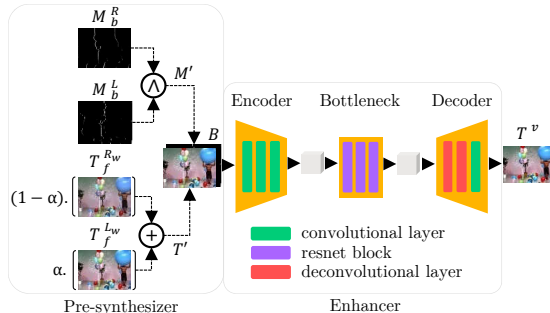 M_b^R
M_b^L
∧
M′
T_f^{R_w}
(1 − α).
T_f^{L_w}
α.
+
T′
B
Pre-synthesizer
Encoder
Bottleneck
Decoder
T^v
convolutional layer
resnet block
deconvolutional layer
Enhancer